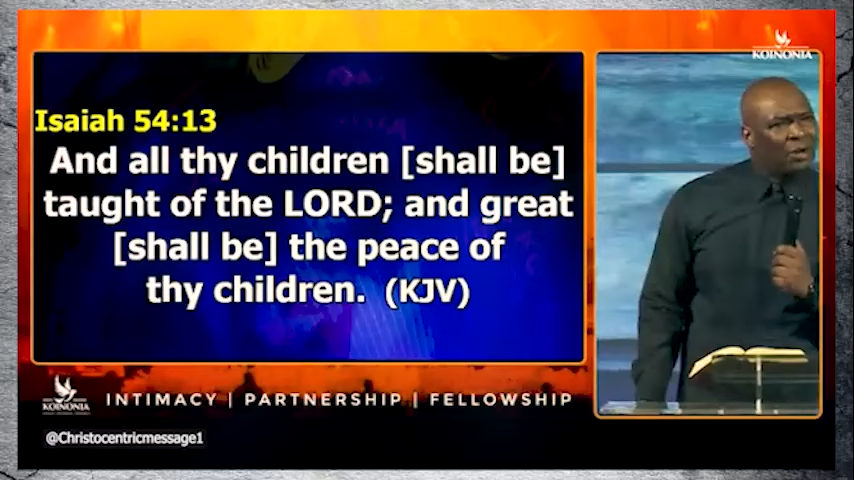 KOINONIA
Isaiah 54:13
And all thy children [shall be]
taught of the LORD; and great
[shall be] the peace of
thy children. (KJV)
KOINONIA
INTIMACY | PARTNERSHIP | FELLOWSHIP
@Christocentricmessage1